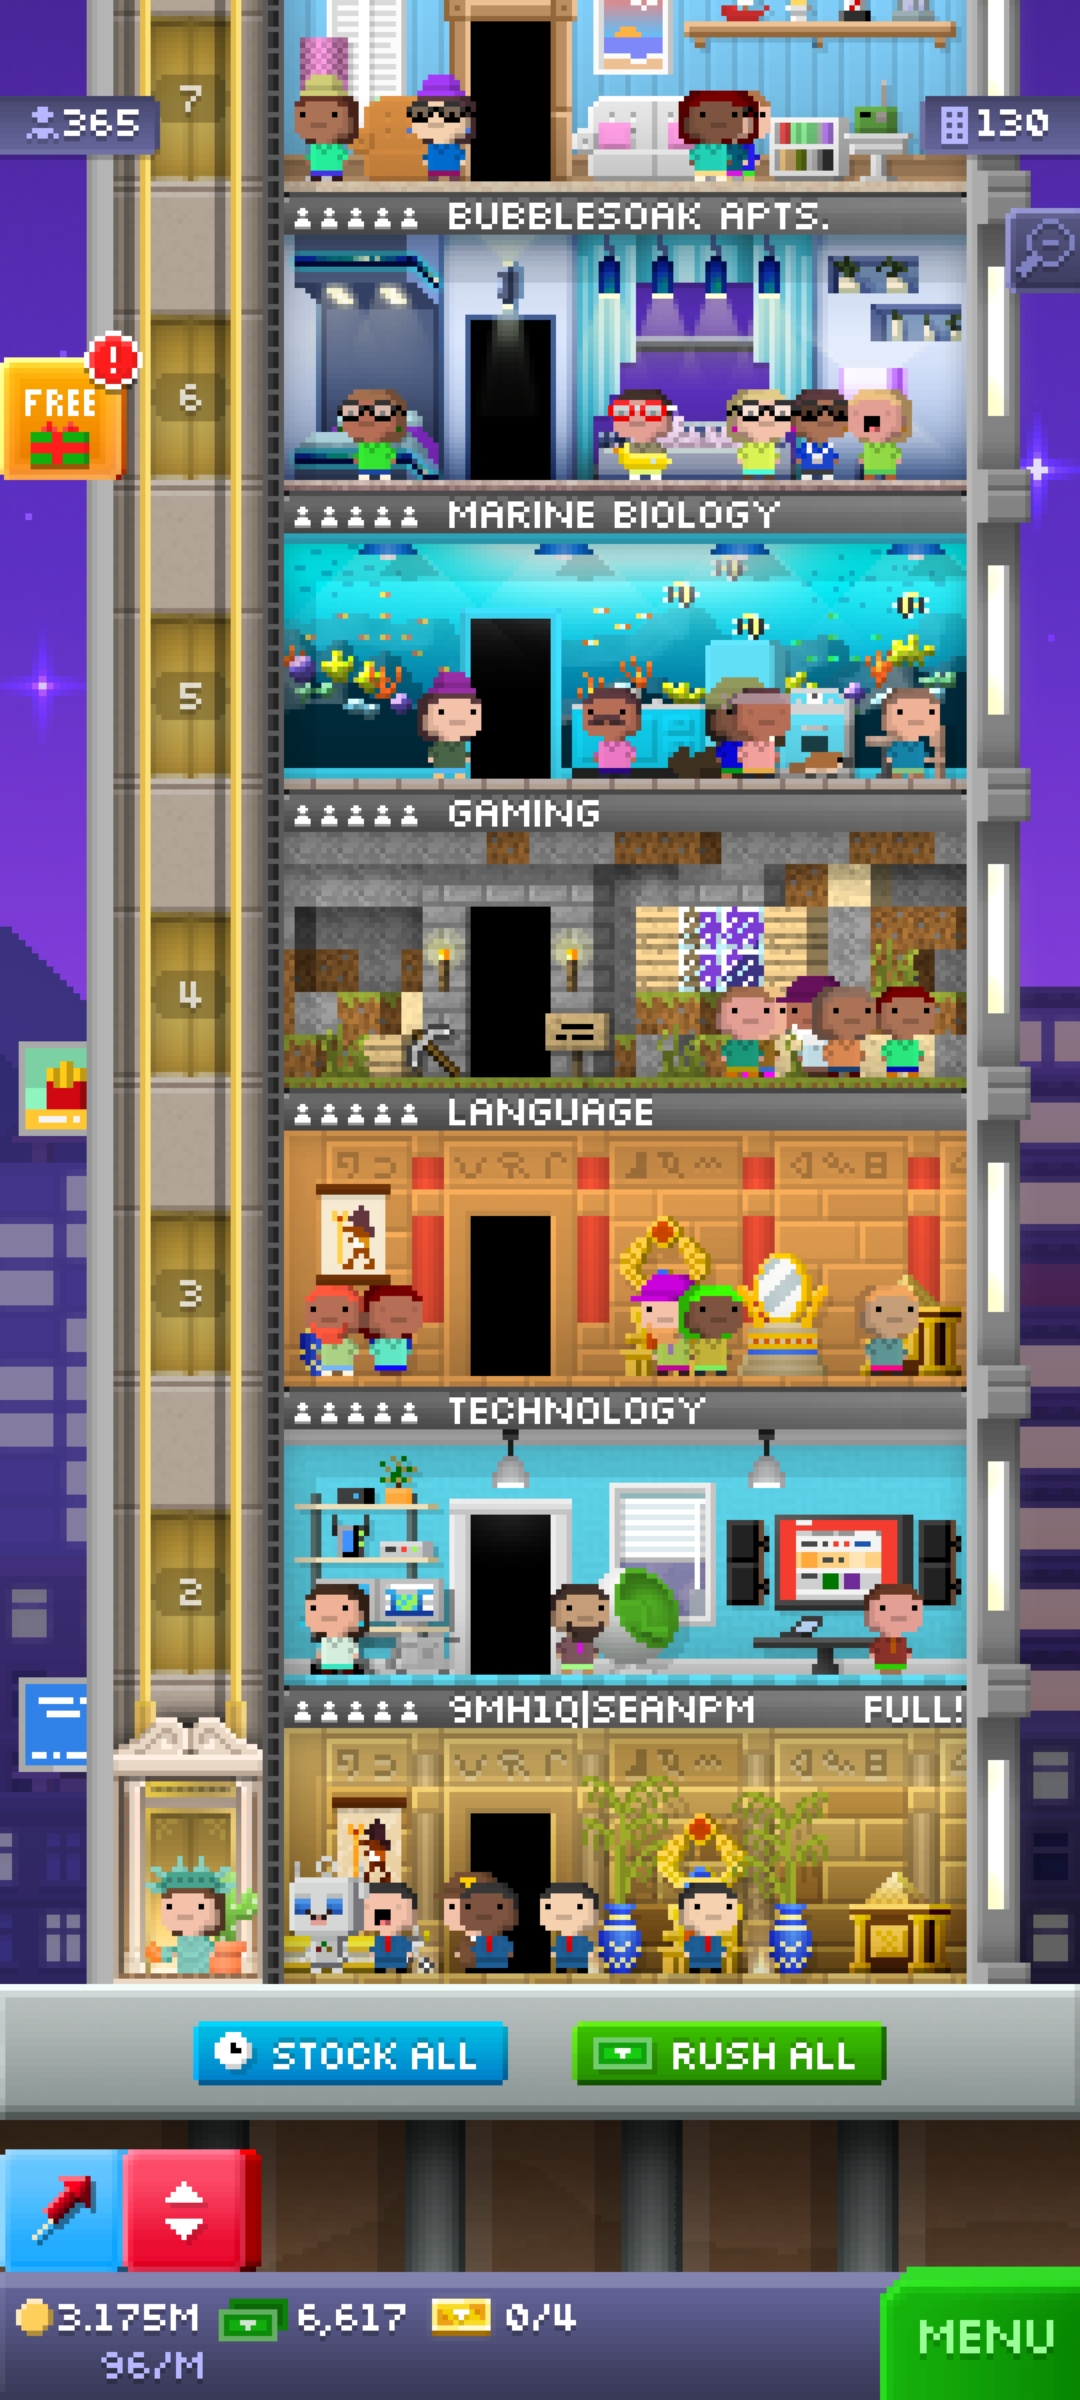 7
365
130
BUBBLESOAK APTS.
FREE
!
6
MARINE BIOLOGY
5
GAMING
4
LANGUAGE
3
TECHNOLOGY
2
9MH1Q|SEANPM FULL!
STOCK ALL
RUSH ALL
3.175M 6,617 0/4
96/M
MENU